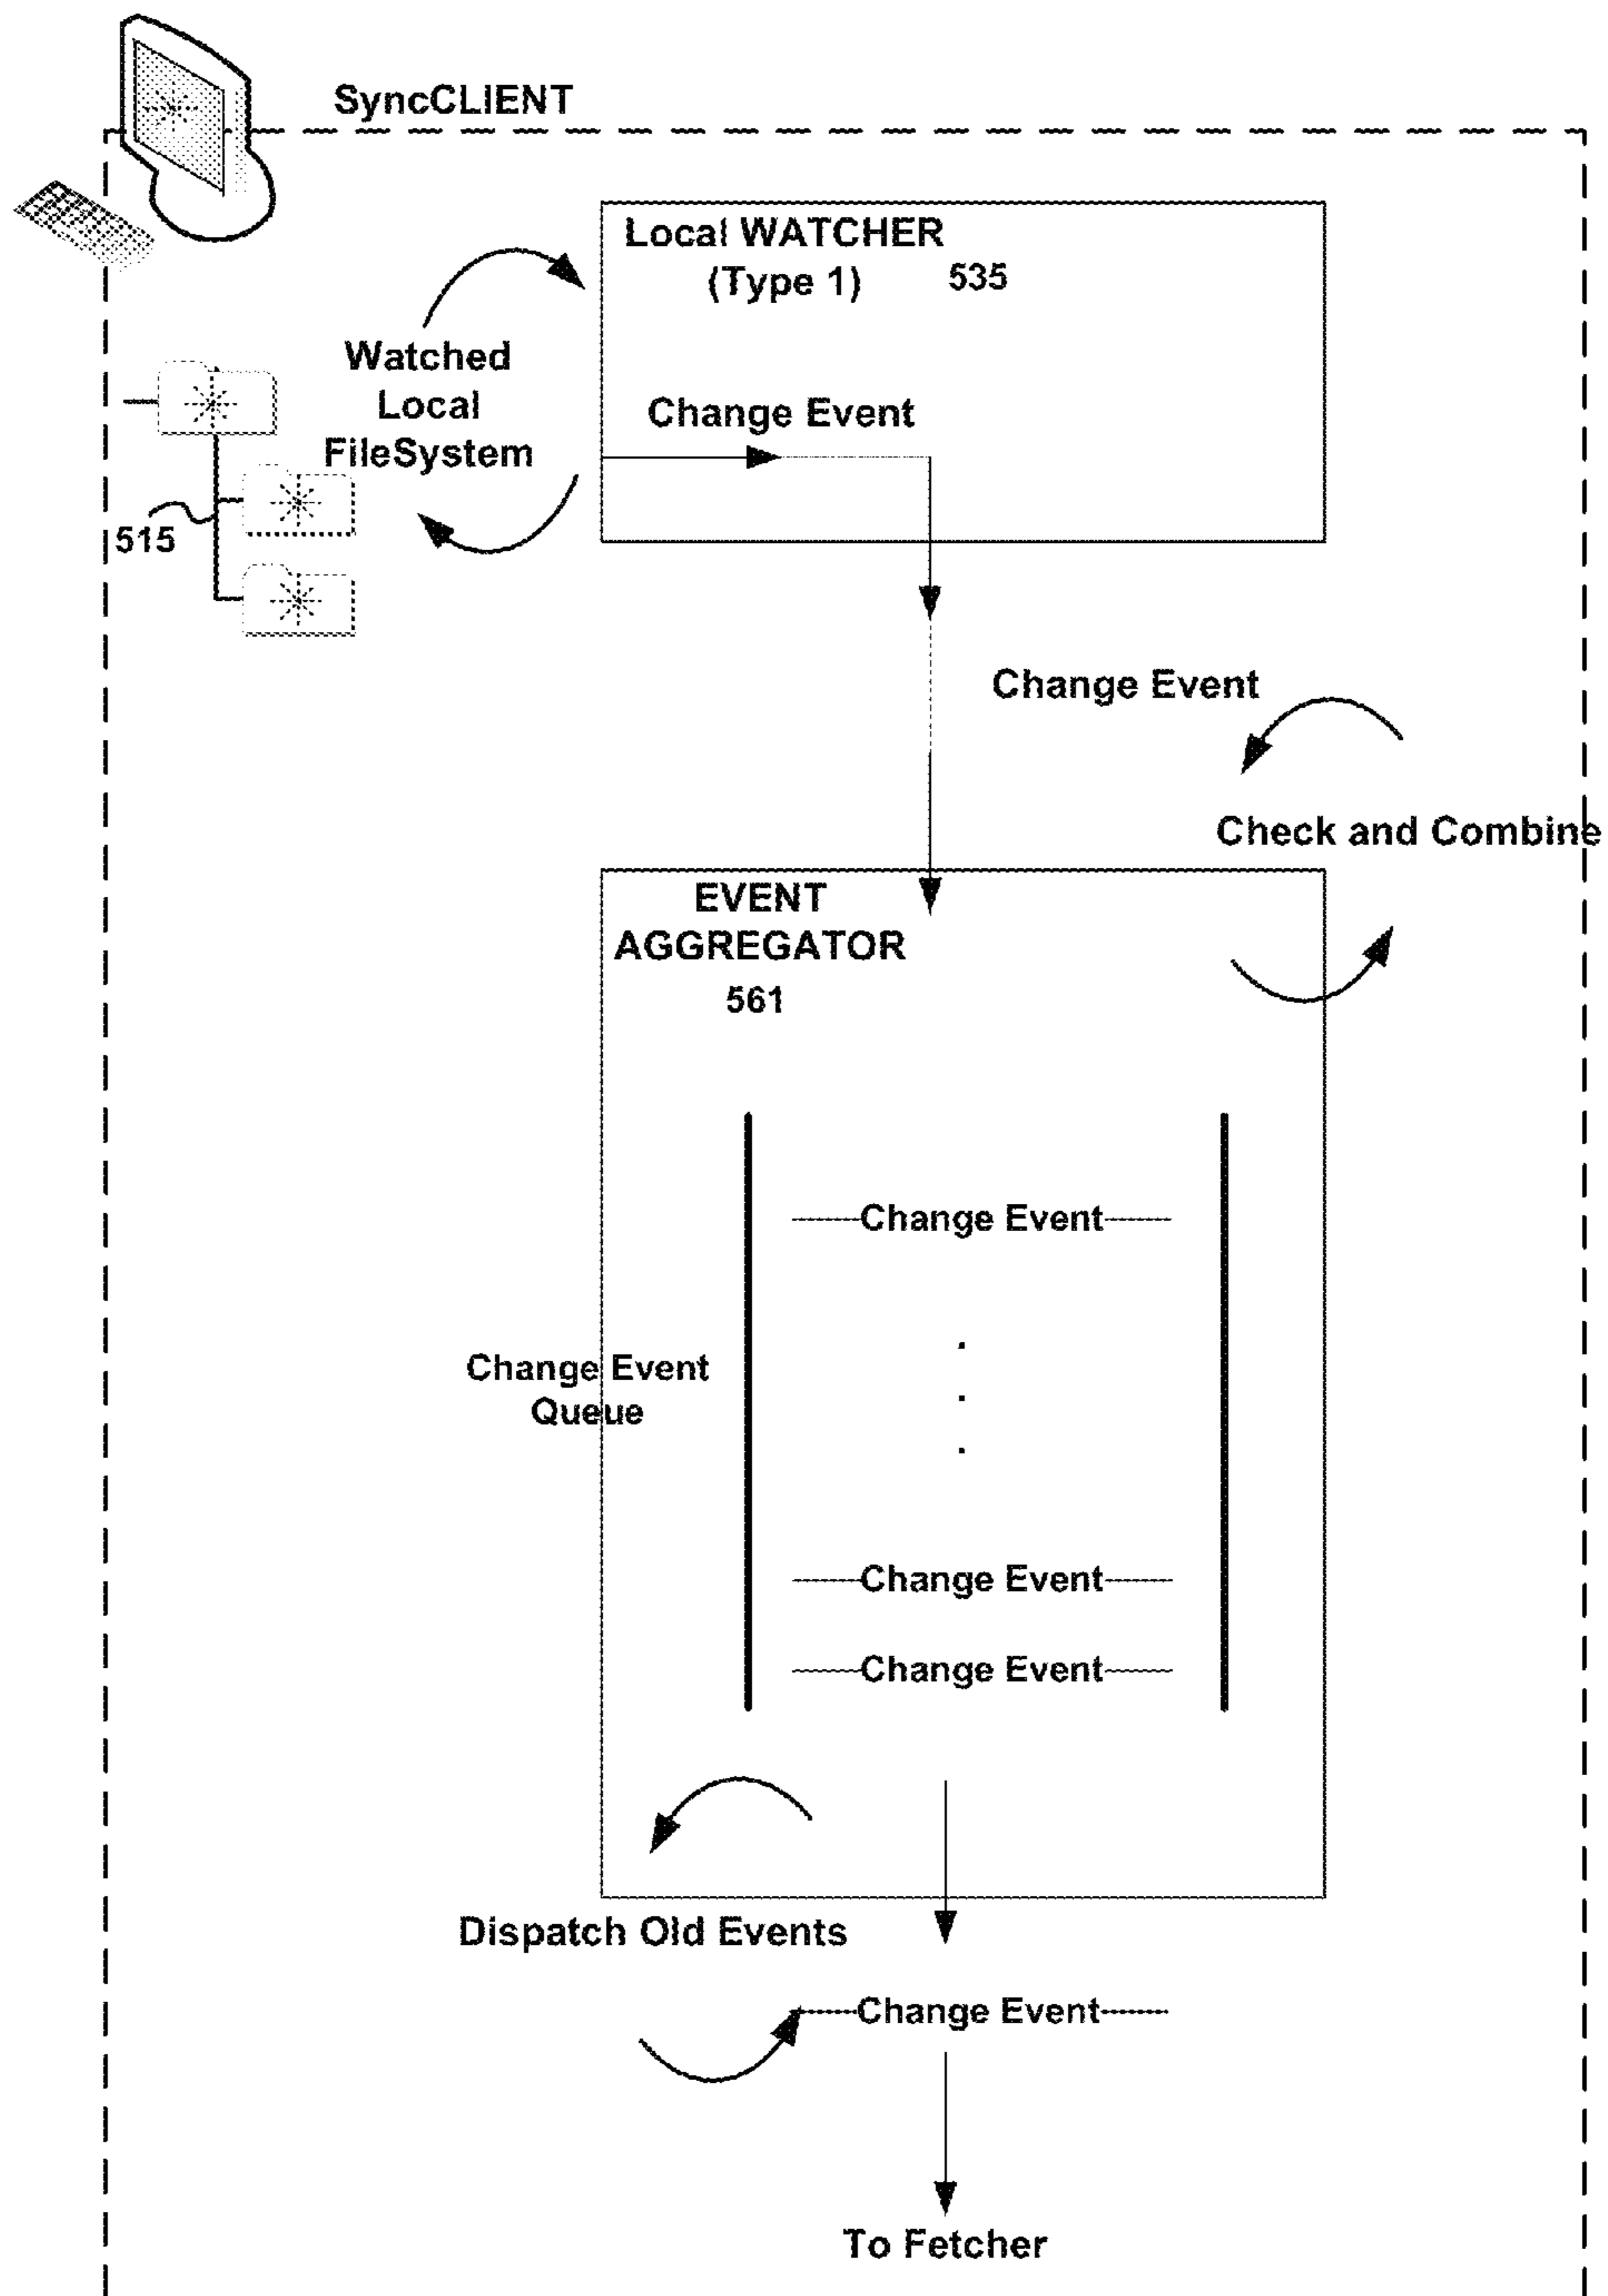 SyncCLIENT
Local WATCHER
(Type 1)
535
Watched
Local
FileSystem
Change Event
515
Change Event
Check and Combine
EVENT
AGGREGATOR
561
Change Event
.
.
.
Change Event
Queue
Change Event
Change Event
Dispatch Old Events
Change Event
To Fetcher